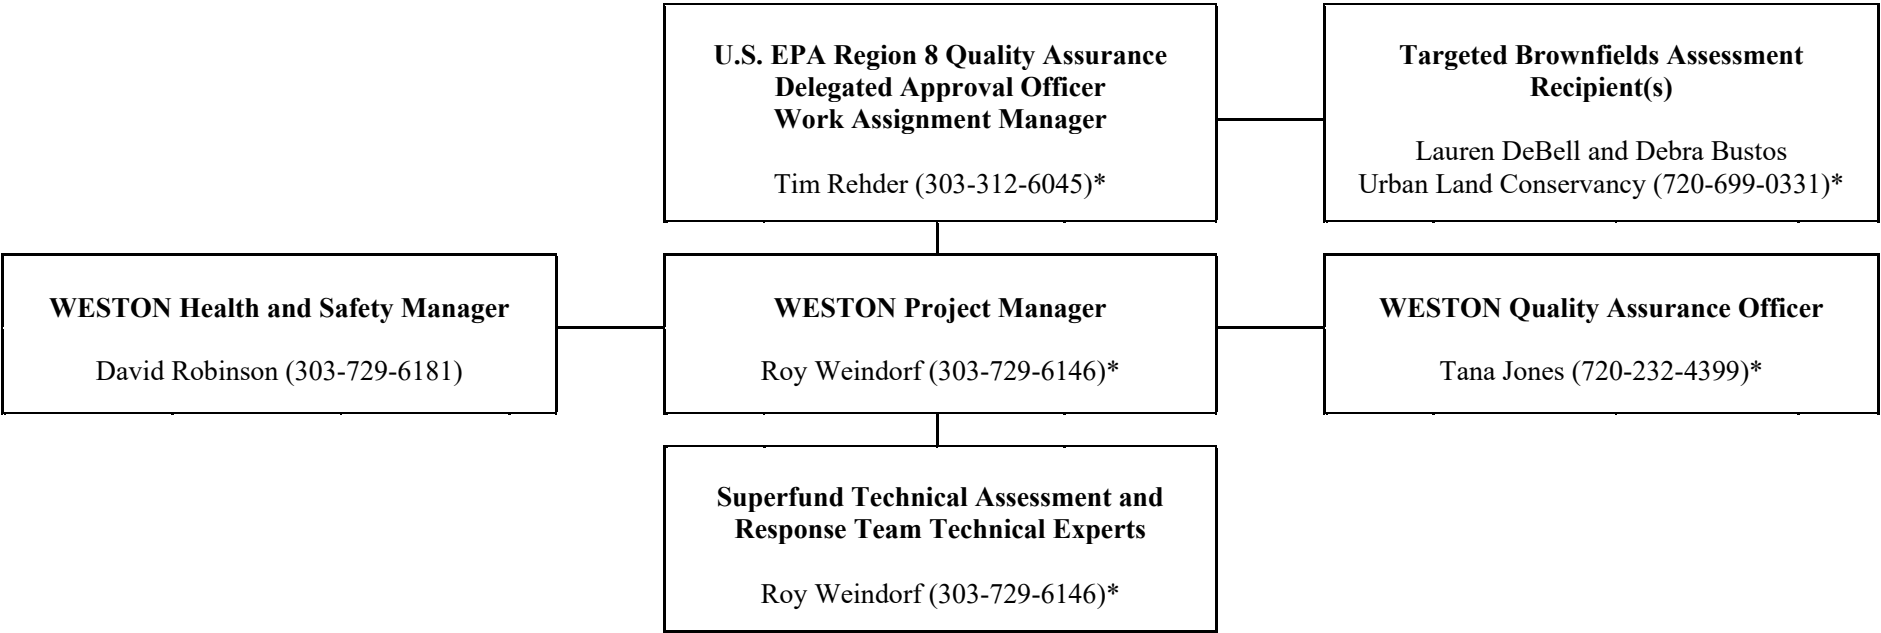 U.S. EPA Region 8 Quality Assurance
Delegated Approval Officer
Work Assignment Manager
Tim Rehder (303-312-6045)*
Targeted Brownfields Assessment
Recipient(s)
Lauren DeBell and Debra Bustos
Urban Land Conservancy (720-699-0331)*
WESTON Health and Safety Manager
David Robinson (303-729-6181)
WESTON Project Manager
Roy Weindorf (303-729-6146)*
WESTON Quality Assurance Officer
Tana Jones (720-232-4399)*
Superfund Technical Assessment and
Response Team Technical Experts
Roy Weindorf (303-729-6146)*